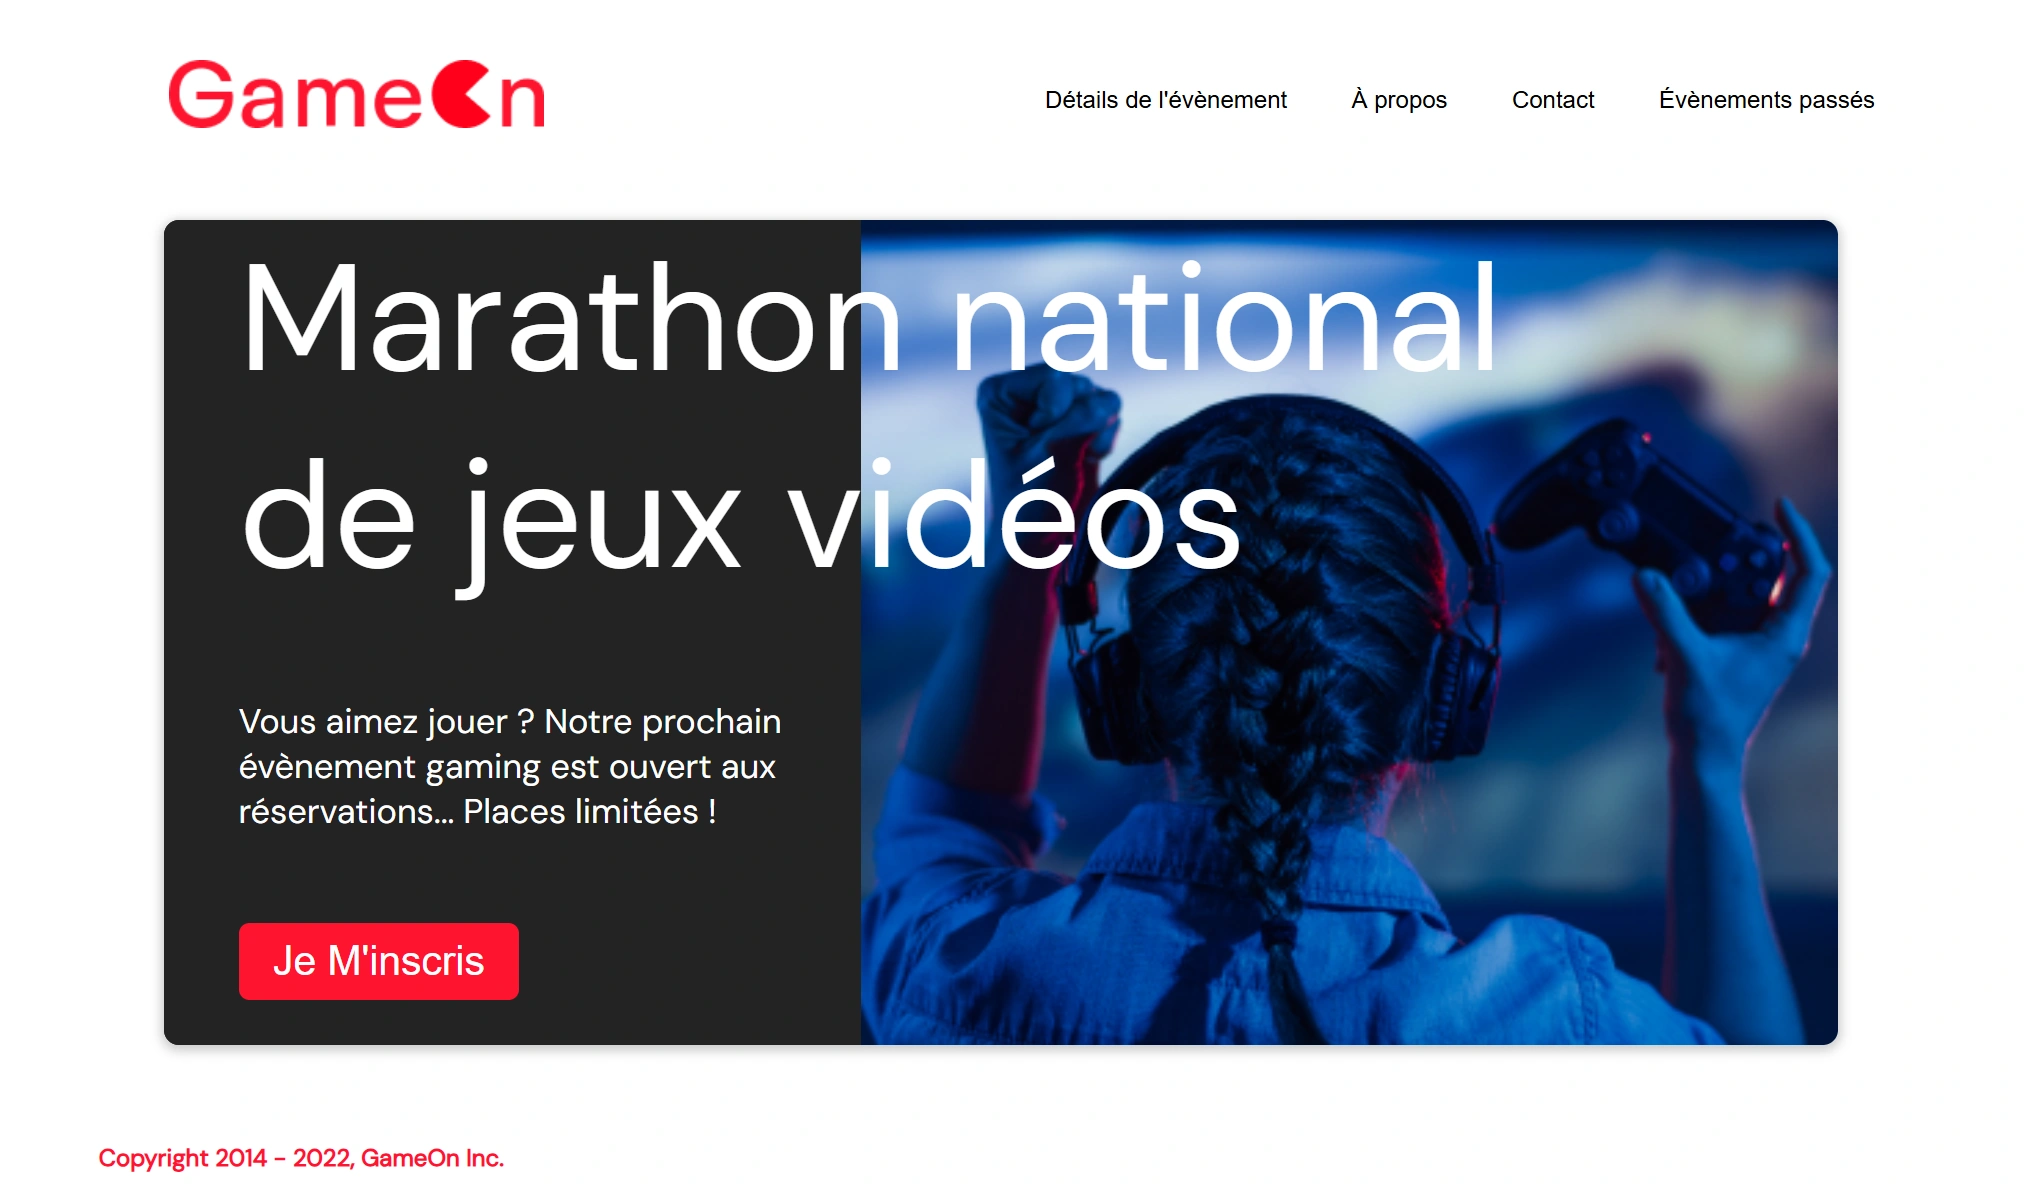 GameOn
Détails de l'évènement À propos Contact Évènements passés
Marathon national
de jeux vidéos
Vous aimez jouer ? Notre prochain
évènement gaming est ouvert aux
réservations... Places limitées !
Je M'inscris
Copyright 2014 - 2022, GameOn Inc.